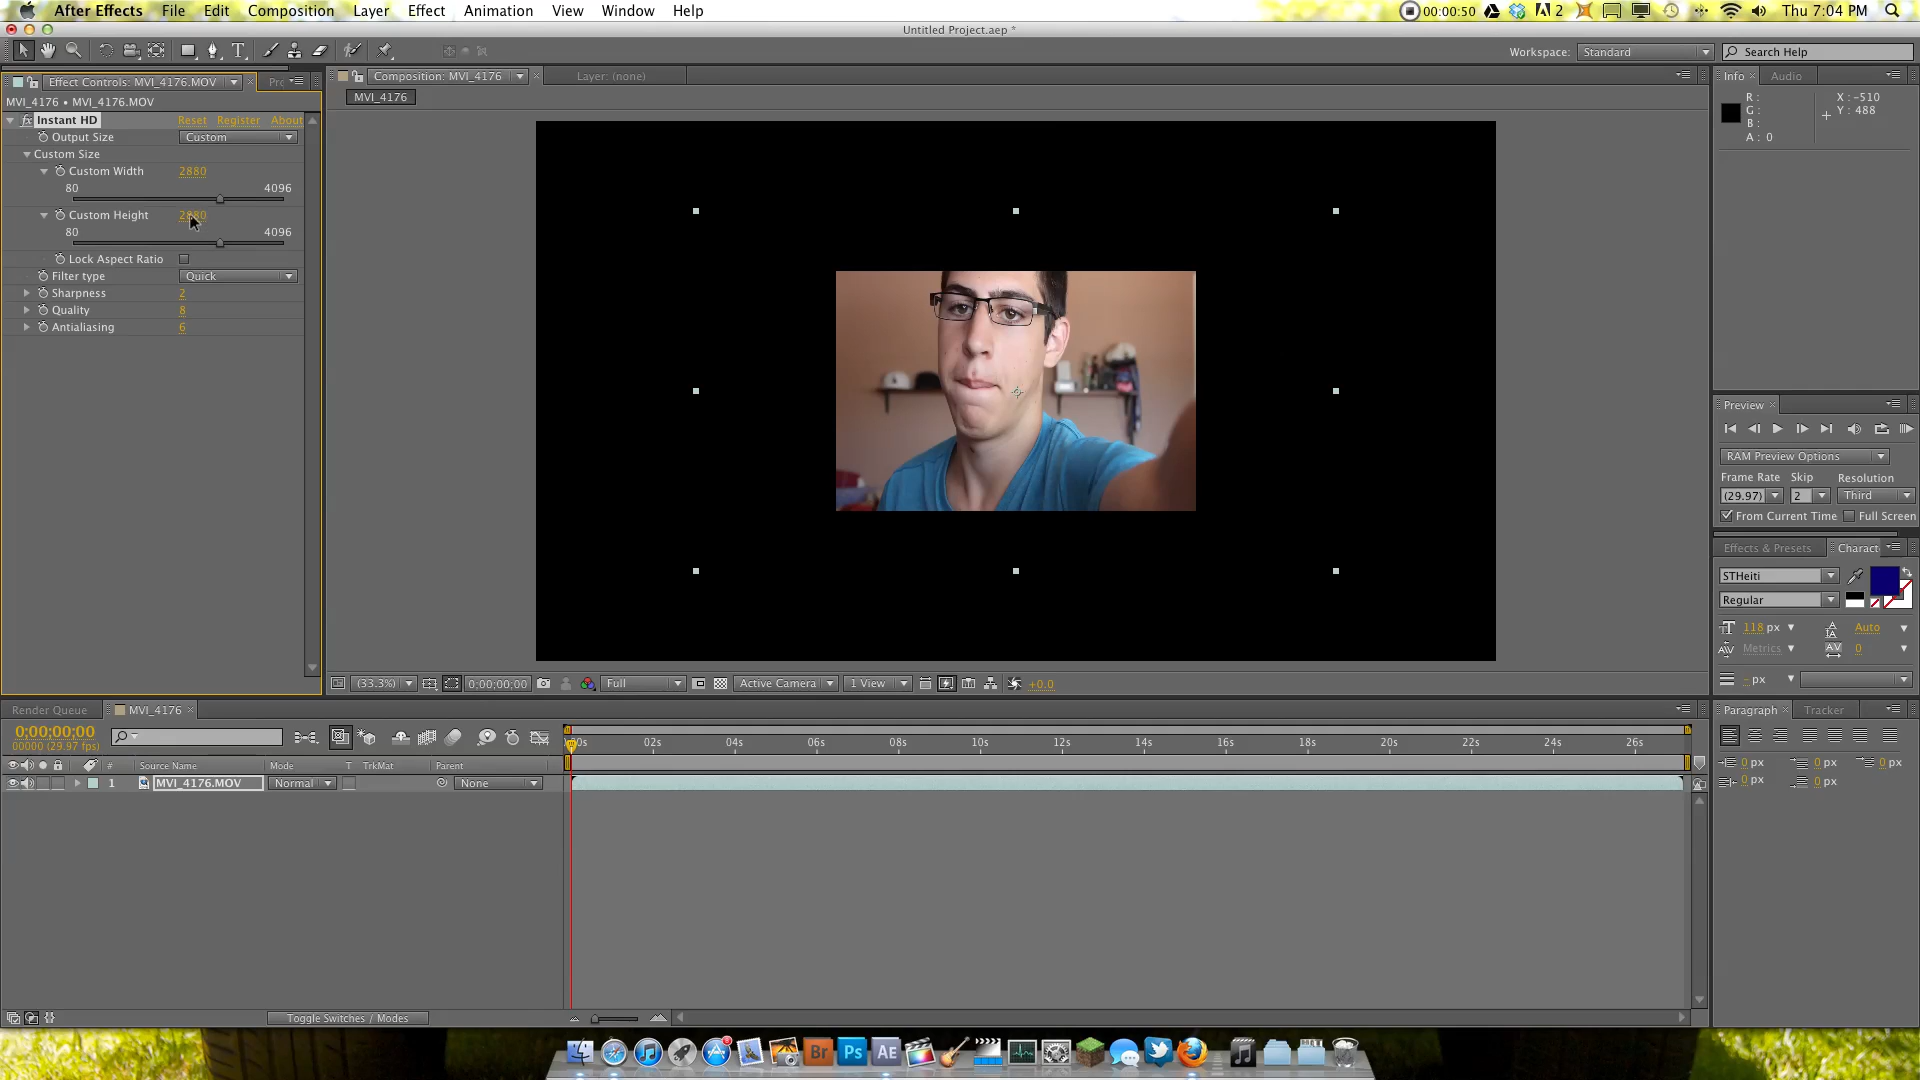 After Effects File Edit Composition Layer Effect Animation View Window Help 00:00:50 2 Thu 7:04 PM
Untitled Project.aep *
Workspace: Standard Search Help
Effect Controls: MVI_4176.MOV
Composition: MVI_4176 Layer: (none)
Info Audio
MVI_4176 • MVI_4176.MOV
MVI_4176
R: X: -510
G: Y: 488
B:
A: 0
fx Instant HD Reset Register About
Output Size Custom
Custom Size
Custom Width 2880
80 4096
Custom Height 2880
80 4096
Lock Aspect Ratio
Filter type Quick
Sharpness 2
Quality 8
Antialiasing 6
Preview
RAM Preview Options
Frame Rate Skip Resolution
(29.97) 2 Third
From Current Time Full Screen
Effects & Presets Charact
STHeiti
Regular
118 px Auto
Metrics 0
- px
(33.3%) 0;00;00;00 Full Active Camera 1 View +0.0
Render Queue MVI_4176
0;00;00;00
00000 (29.97 fps)
00s 02s 04s 06s 08s 10s 12s 14s 16s 18s 20s 22s 24s 26s
# Source Name Mode T TrkMat Parent
1 MVI_4176.MOV Normal None
Paragraph Tracker
0 px 0 px 0 px
0 px 0 px
Toggle Switches / Modes
Br Ps AE